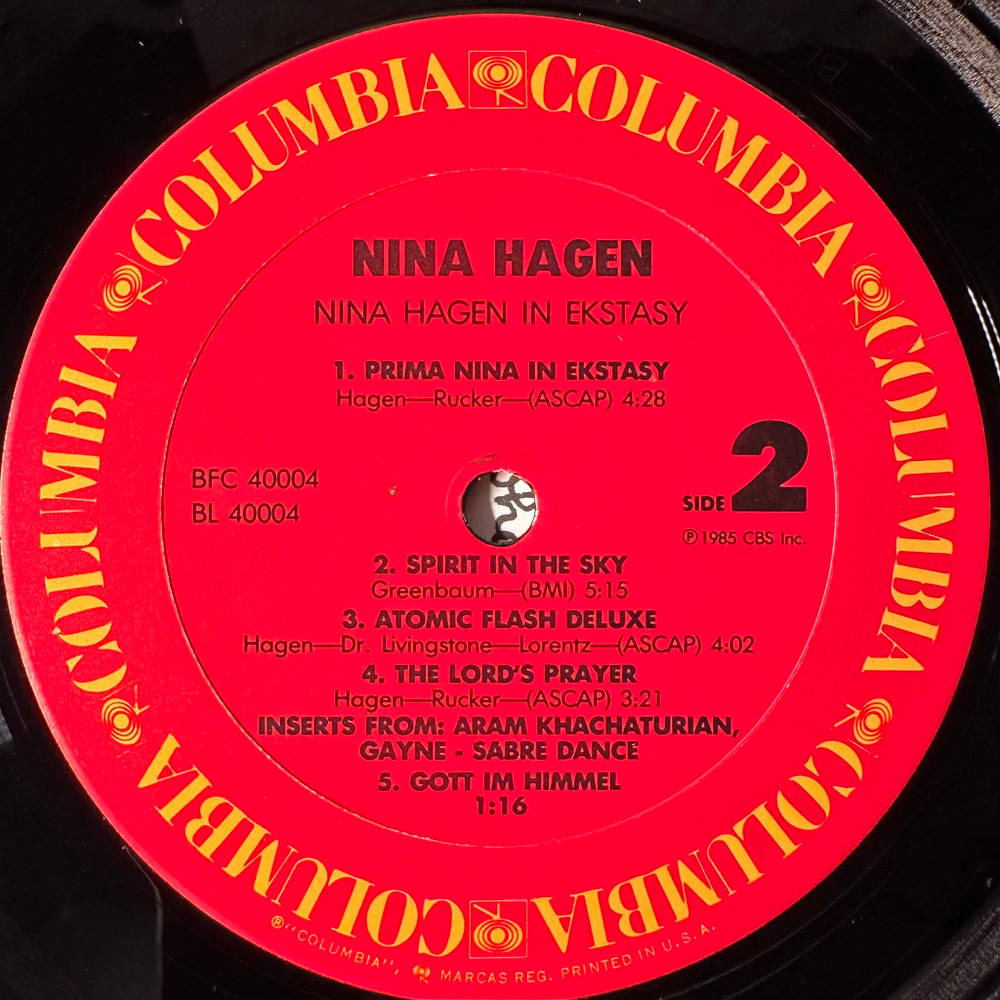 COLUMBIA COLUMBIA COLUMBIA COLUMBIA COLUMBIA COLUMBIA COLUMBIA COLUMBIA
NINA HAGEN
NINA HAGEN IN EKSTASY
1. PRIMA NINA IN EKSTASY
Hagen—Rucker—(ASCAP) 4:28
BFC 40004
BL 40004
SIDE 2
℗ 1985 CBS Inc.
2. SPIRIT IN THE SKY
Greenbaum—(BMI) 5:15
3. ATOMIC FLASH DELUXE
Hagen—Dr. Livingstone—Lorentz—(ASCAP) 4:02
4. THE LORD'S PRAYER
Hagen—Rucker—(ASCAP) 3:21
INSERTS FROM: ARAM KHACHATURIAN,
GAYNE - SABRE DANCE
5. GOTT IM HIMMEL
1:16
® "COLUMBIA", MARCAS REG. PRINTED IN U.S.A.